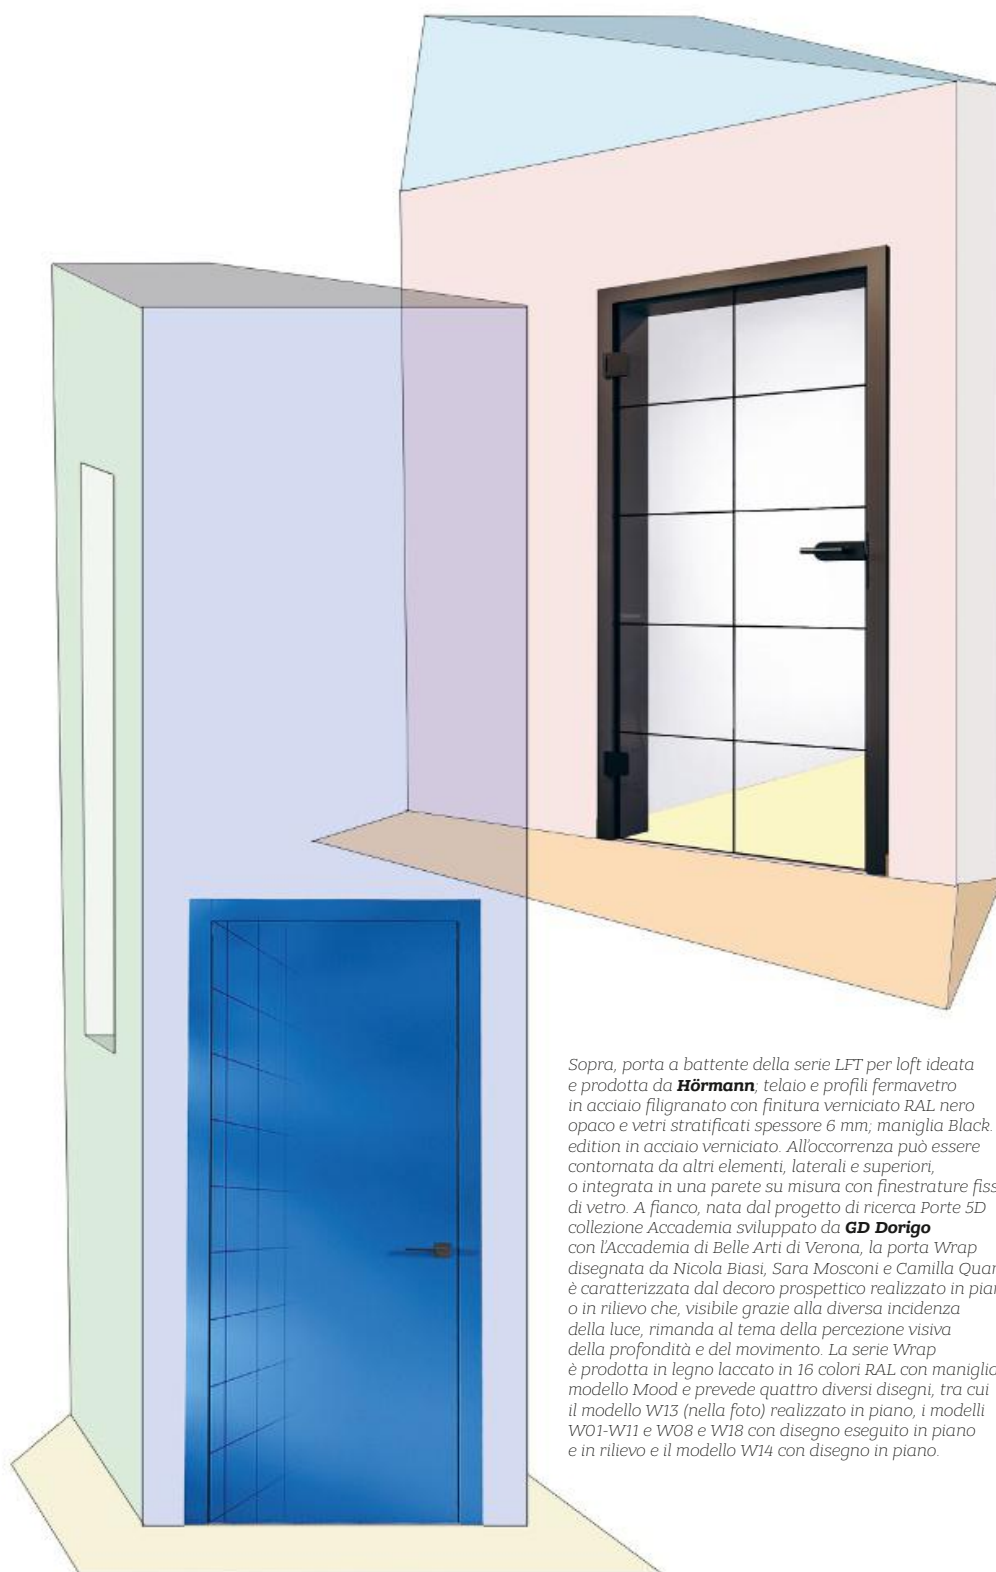 Sopra, porta a battente della serie LFT per loft ideata
e prodotta da Hörmann; telaio e profili fermavetro
in acciaio filigranato con finitura verniciato RAL nero
opaco e vetri stratificati spessore 6 mm; maniglia Black.
edition in acciaio verniciato. All'occorrenza può essere
contornata da altri elementi, laterali e superiori,
o integrata in una parete su misura con finestrature
di vetro. A fianco, nata dal progetto di ricerca Porte 5D
collezione Accademia sviluppato da GD Dorigo
con l'Accademia di Belle Arti di Verona, la porta Wrap
disegnata da Nicola Biasi, Sara Mosconi e Camilla
è caratterizzata dal decoro prospettico realizzato in
o in rilievo che, visibile grazie alla diversa incidenza
della luce, rimanda al tema della percezione visiva
della profondità e del movimento. La serie Wrap
è prodotta in legno laccato in 16 colori RAL con maniglia
modello Mood e prevede quattro diversi disegni, tra cui
il modello W13 (nella foto) realizzato in piano, i modelli
W01-W11 e W08 e W18 con disegno eseguito in piano
e in rilievo e il modello W14 con disegno in piano.